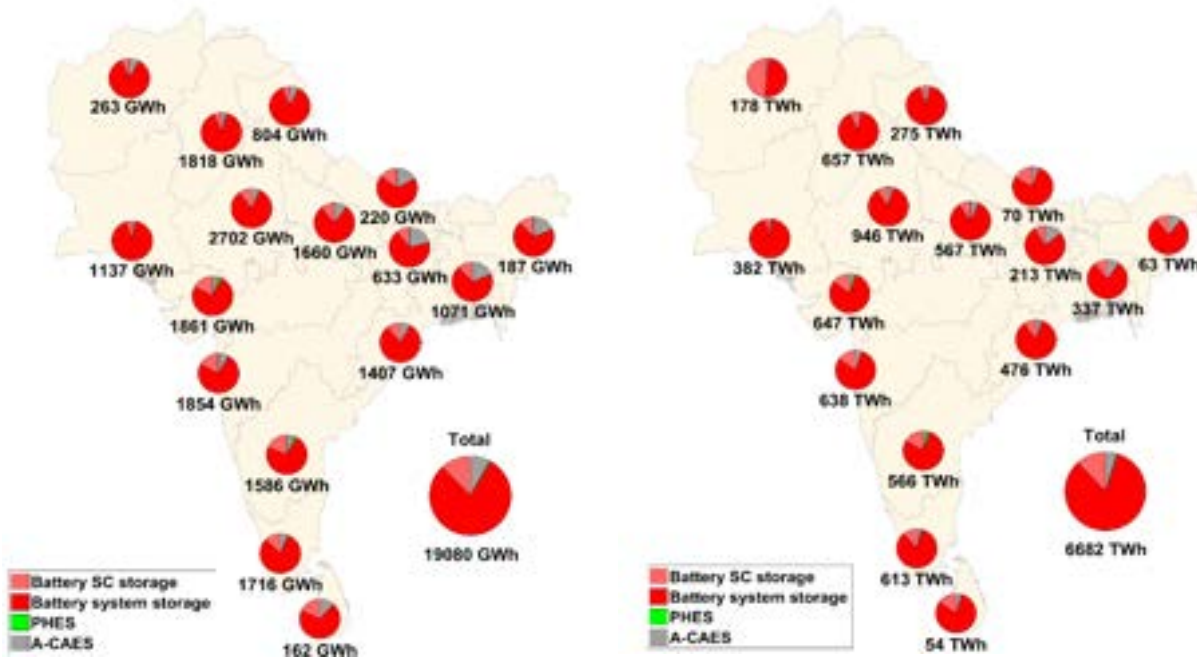 263 GWh
804 GWh
1818 GWh
220 GWh
2702 GWh
1660 GWh
187 GWh
1137 GWh
633 GWh
1071 GWh
1861 GWh
1407 GWh
1854 GWh
Total
1586 GWh
19080 GWh
1716 GWh
162 GWh
Battery SC storage
Battery system storage
PHES
A-CAES
178 TWh
275 TWh
657 TWh
70 TWh
946 TWh
567 TWh
63 TWh
382 TWh
213 TWh
337 TWh
647 TWh
476 TWh
638 TWh
Total
566 TWh
6682 TWh
613 TWh
54 TWh
Battery SC storage
Battery system storage
PHES
A-CAES